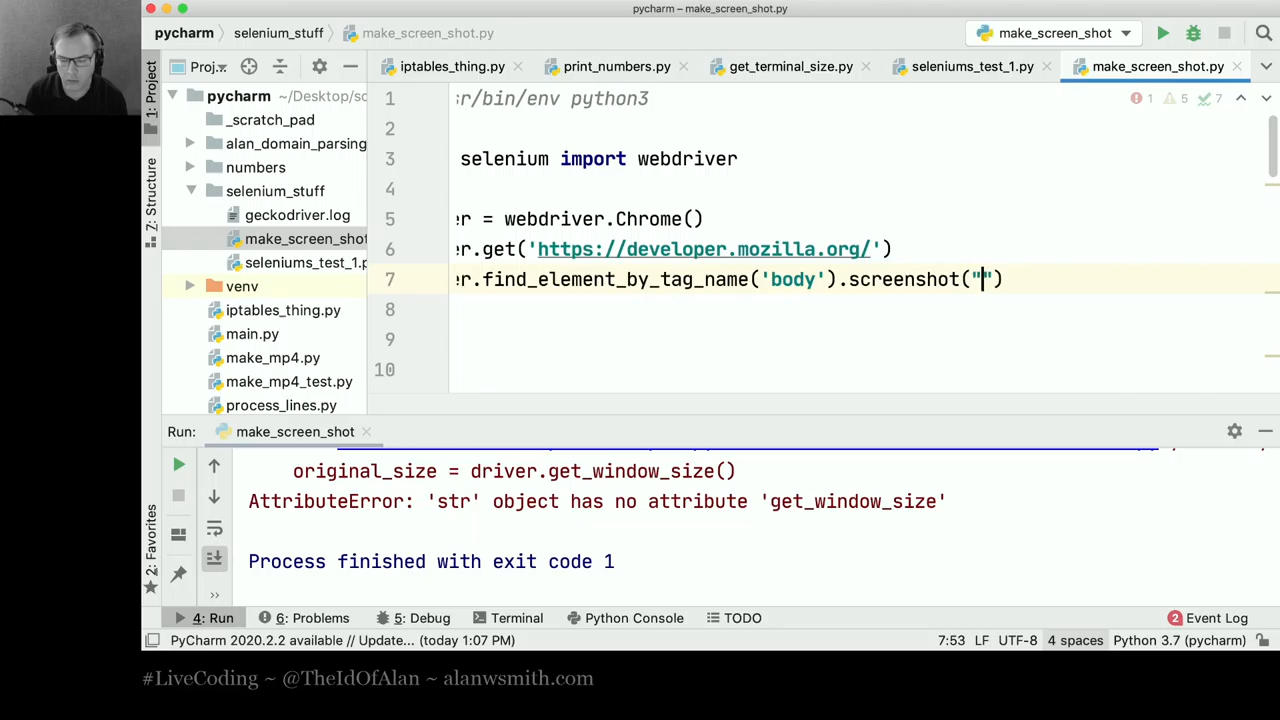 pycharm – make_screen_shot.py
pycharm selenium_stuff make_screen_shot.py make_screen_shot
1: Project
Proj.
iptables_thing.py print_numbers.py get_terminal_size.py seleniums_test_1.py make_screen_shot.py
pycharm ~/Desktop/sc
_scratch_pad
alan_domain_parsing
numbers
selenium_stuff
geckodriver.log
make_screen_shot
seleniums_test_1.p
venv
iptables_thing.py
main.py
make_mp4.py
make_mp4_test.py
process_lines.py
7: Structure
2: Favorites
1 sr/bin/env python3
2
3 selenium import webdriver
4
5 er = webdriver.Chrome()
6 er.get('https://developer.mozilla.org/')
7 er.find_element_by_tag_name('body').screenshot("")
8
9
10
1 5 7
Run: make_screen_shot
original_size = driver.get_window_size()
AttributeError: 'str' object has no attribute 'get_window_size'
Process finished with exit code 1
4: Run 6: Problems 5: Debug Terminal Python Console TODO 2 Event Log
PyCharm 2020.2.2 available // Update... (today 1:07 PM) 7:53 LF UTF-8 4 spaces Python 3.7 (pycharm)
#LiveCoding ~ @TheIdOfAlan ~ alanwsmith.com